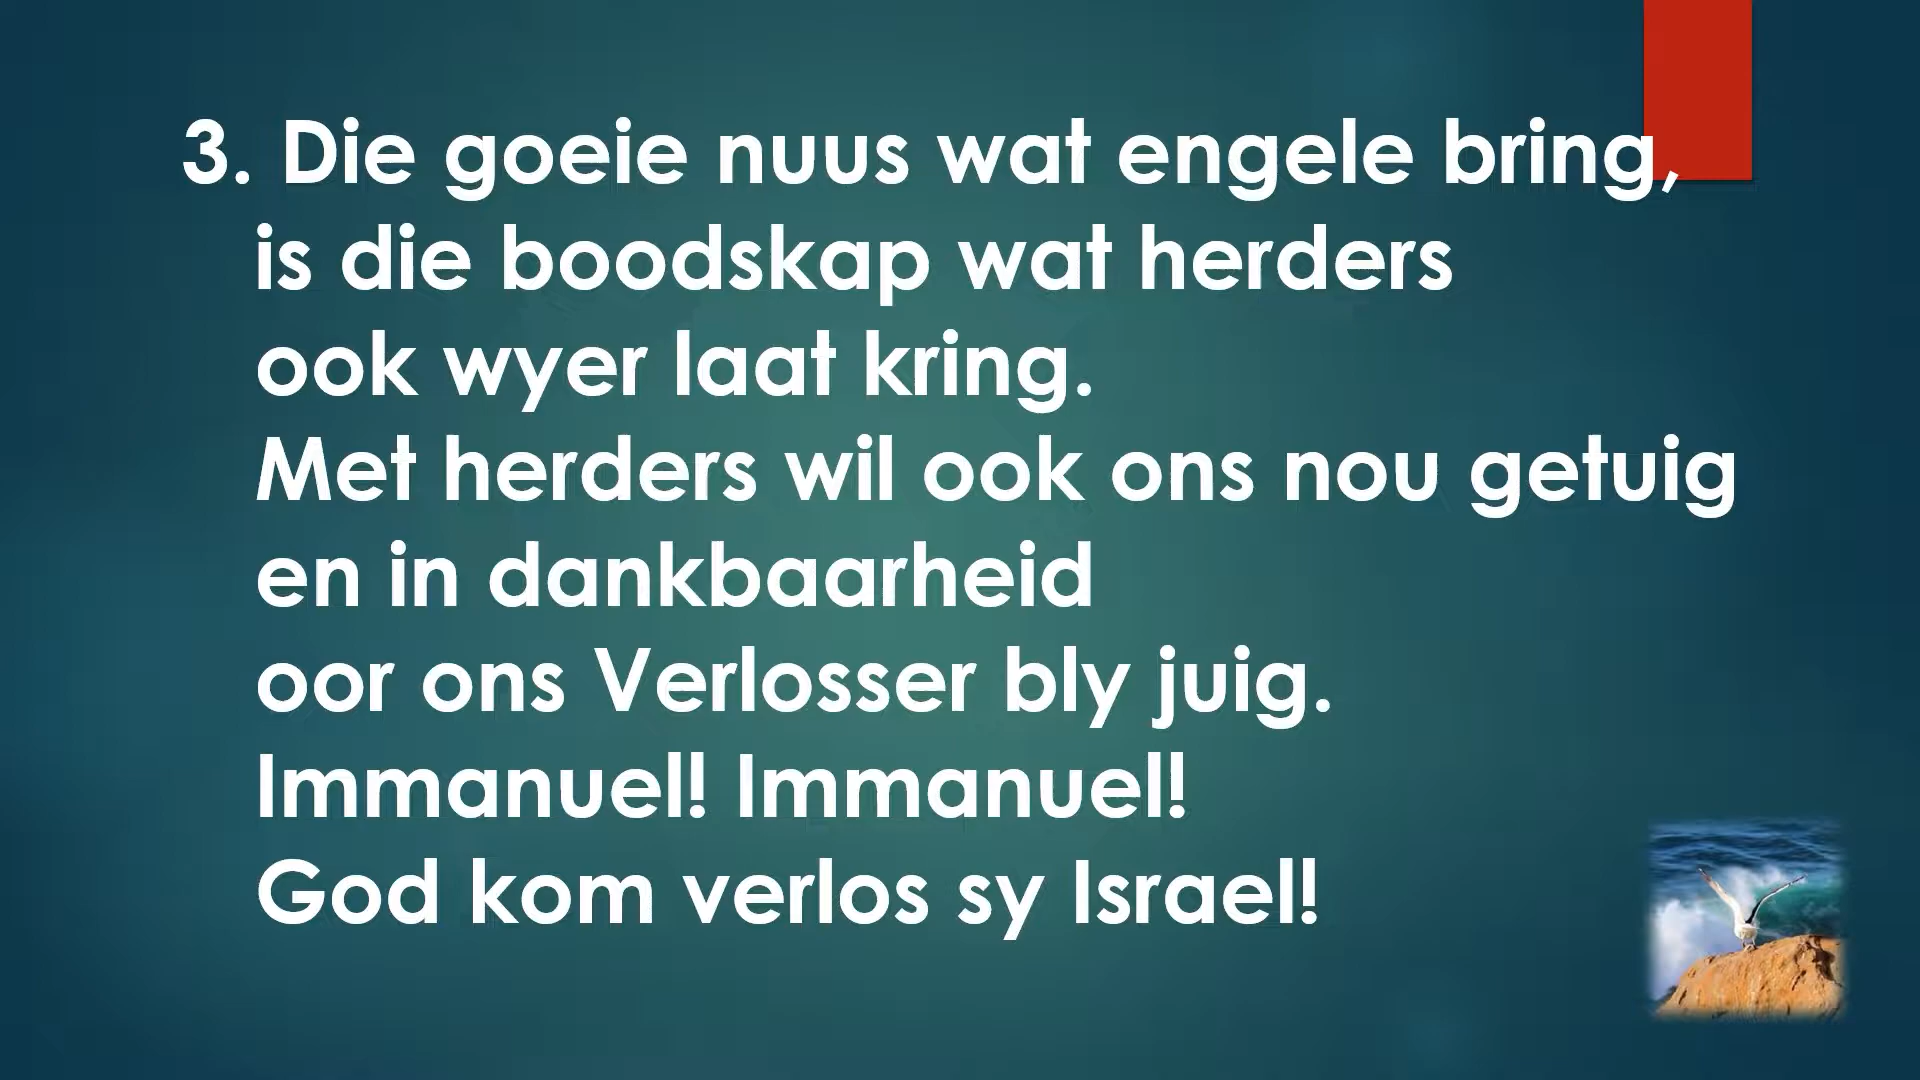 3. Die goeie nuus wat engele bring,
is die boodskap wat herders
ook wyer laat kring.
Met herders wil ook ons nou getuig
en in dankbaarheid
oor ons Verlosser bly juig.
Immanuel! Immanuel!
God kom verlos sy Israel!